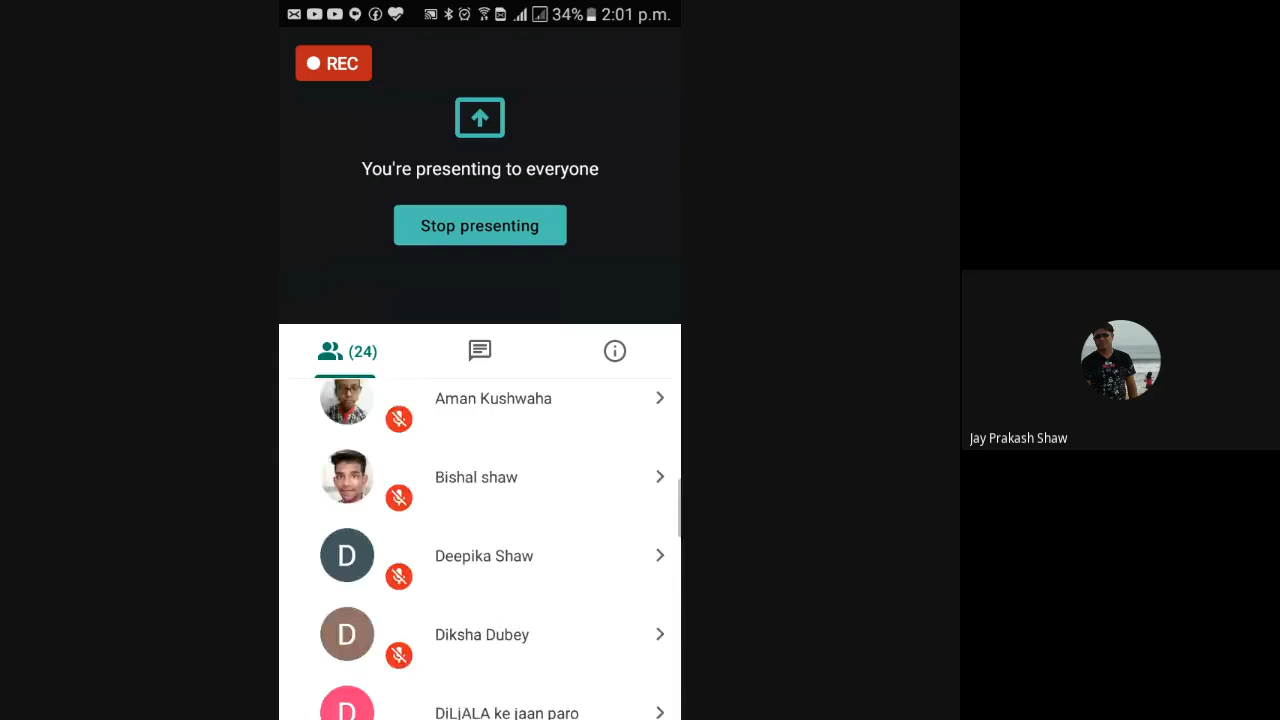 34% 2:01 p.m.
REC
You're presenting to everyone
Stop presenting
(24)
Aman Kushwaha
Bishal shaw
D Deepika Shaw
D Diksha Dubey
D DiLjALA ke jaan paro
Jay Prakash Shaw